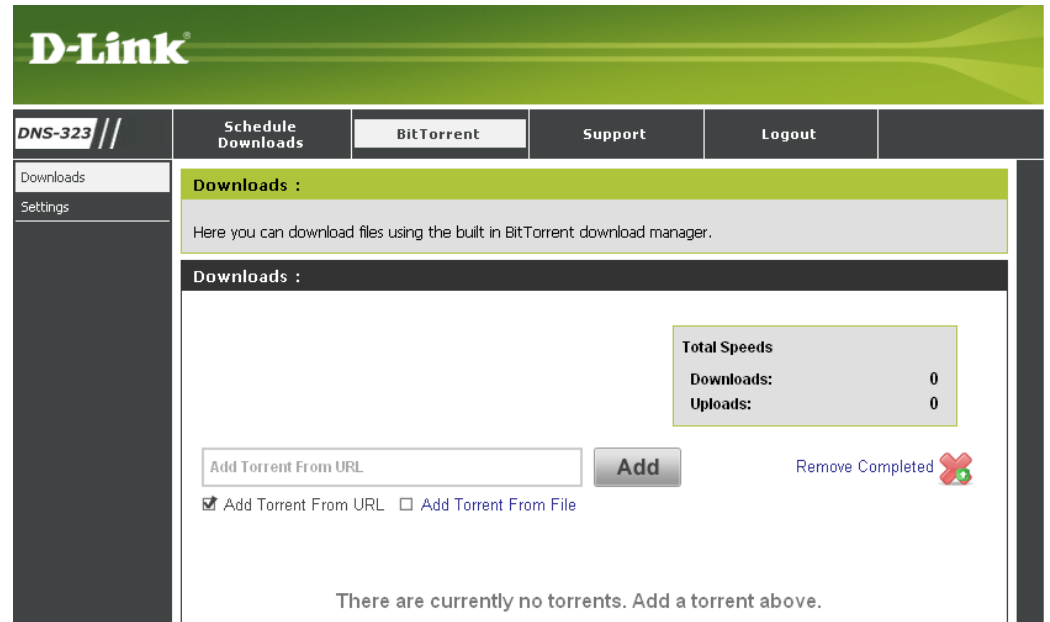 D-Link®
DNS-323 Schedule Downloads BitTorrent Support Logout
Downloads
Settings
Downloads :
Here you can download files using the built in BitTorrent download manager.
Downloads :
Total Speeds
Downloads: 0
Uploads: 0
Add Torrent From URL Add Remove Completed
Add Torrent From URL Add Torrent From File
There are currently no torrents. Add a torrent above.